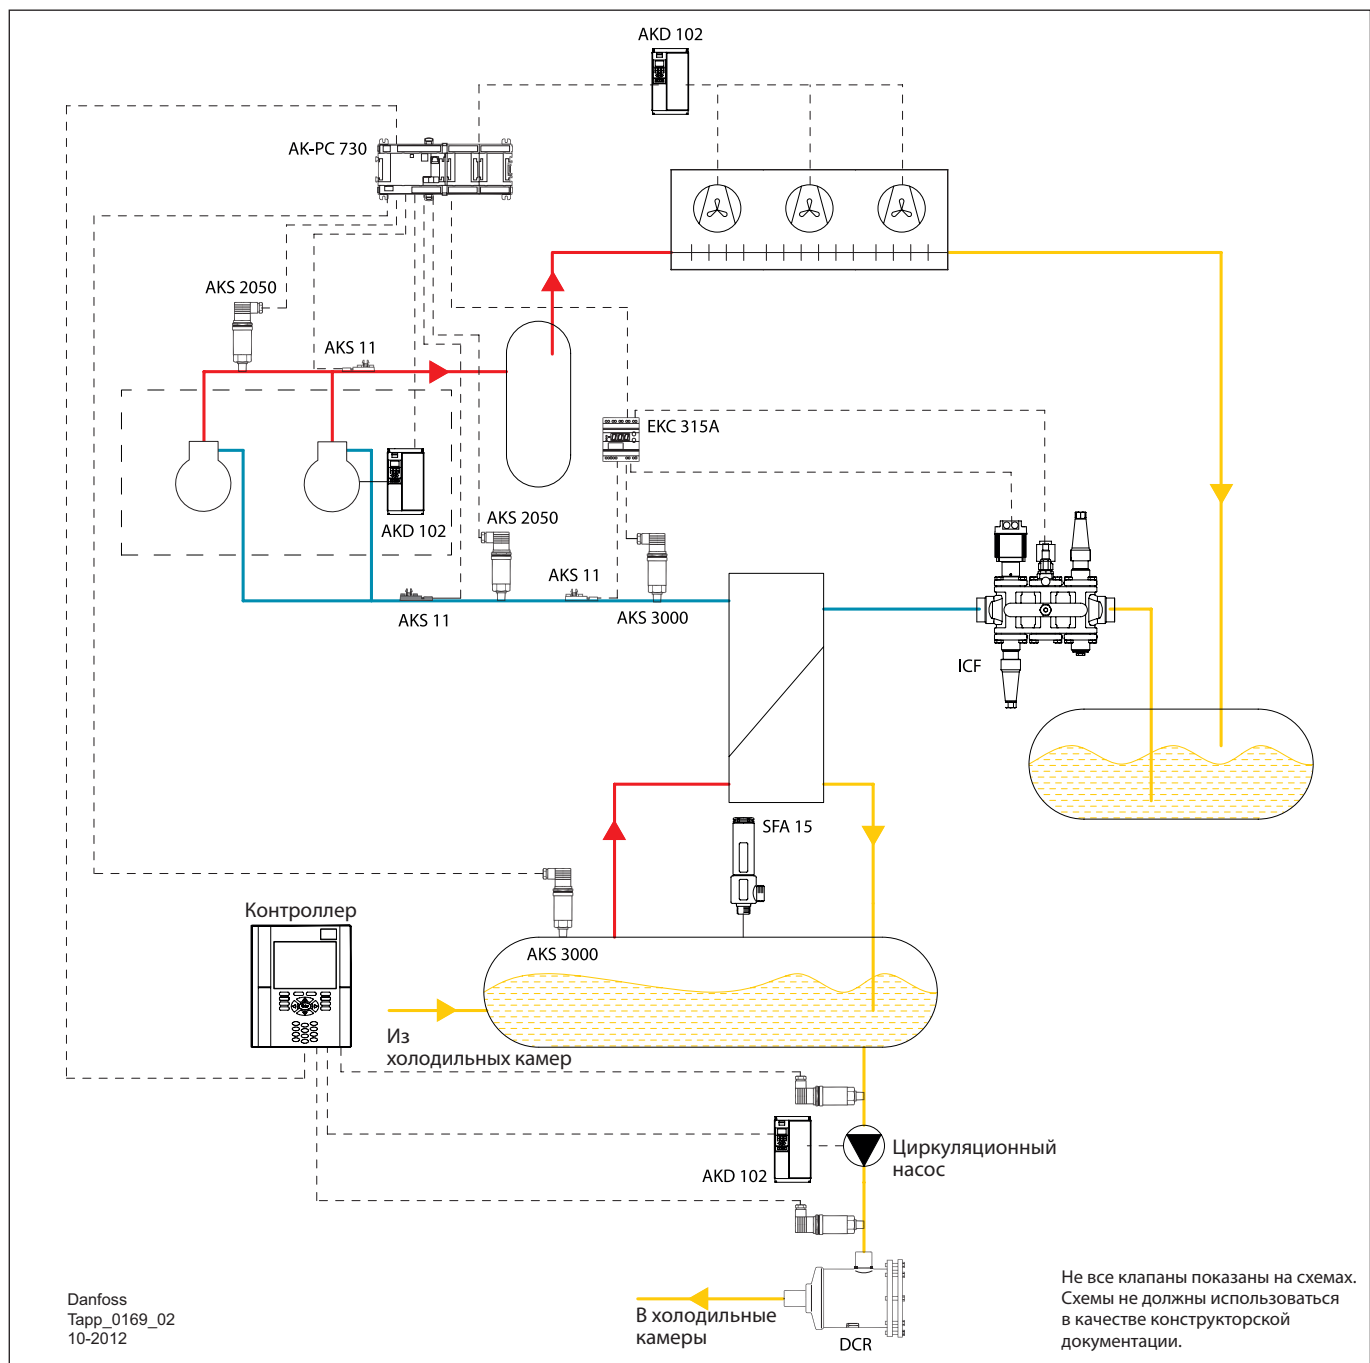 AKD 102
AK-PC 730
AKS 2050
AKS 11
EKC 315A
AKD 102
AKS 2050
AKS 11
AKS 11
AKS 3000
ICF
SFA 15
Контроллер
AKS 3000
Из
холодильных камер
Циркуляционный
насос
AKD 102
В холодильные
камеры
DCR
Danfoss
Tapp_0169_02
10-2012
Не все клапаны показаны на схемах.
Схемы не должны использоваться
в качестве конструкторской
документации.